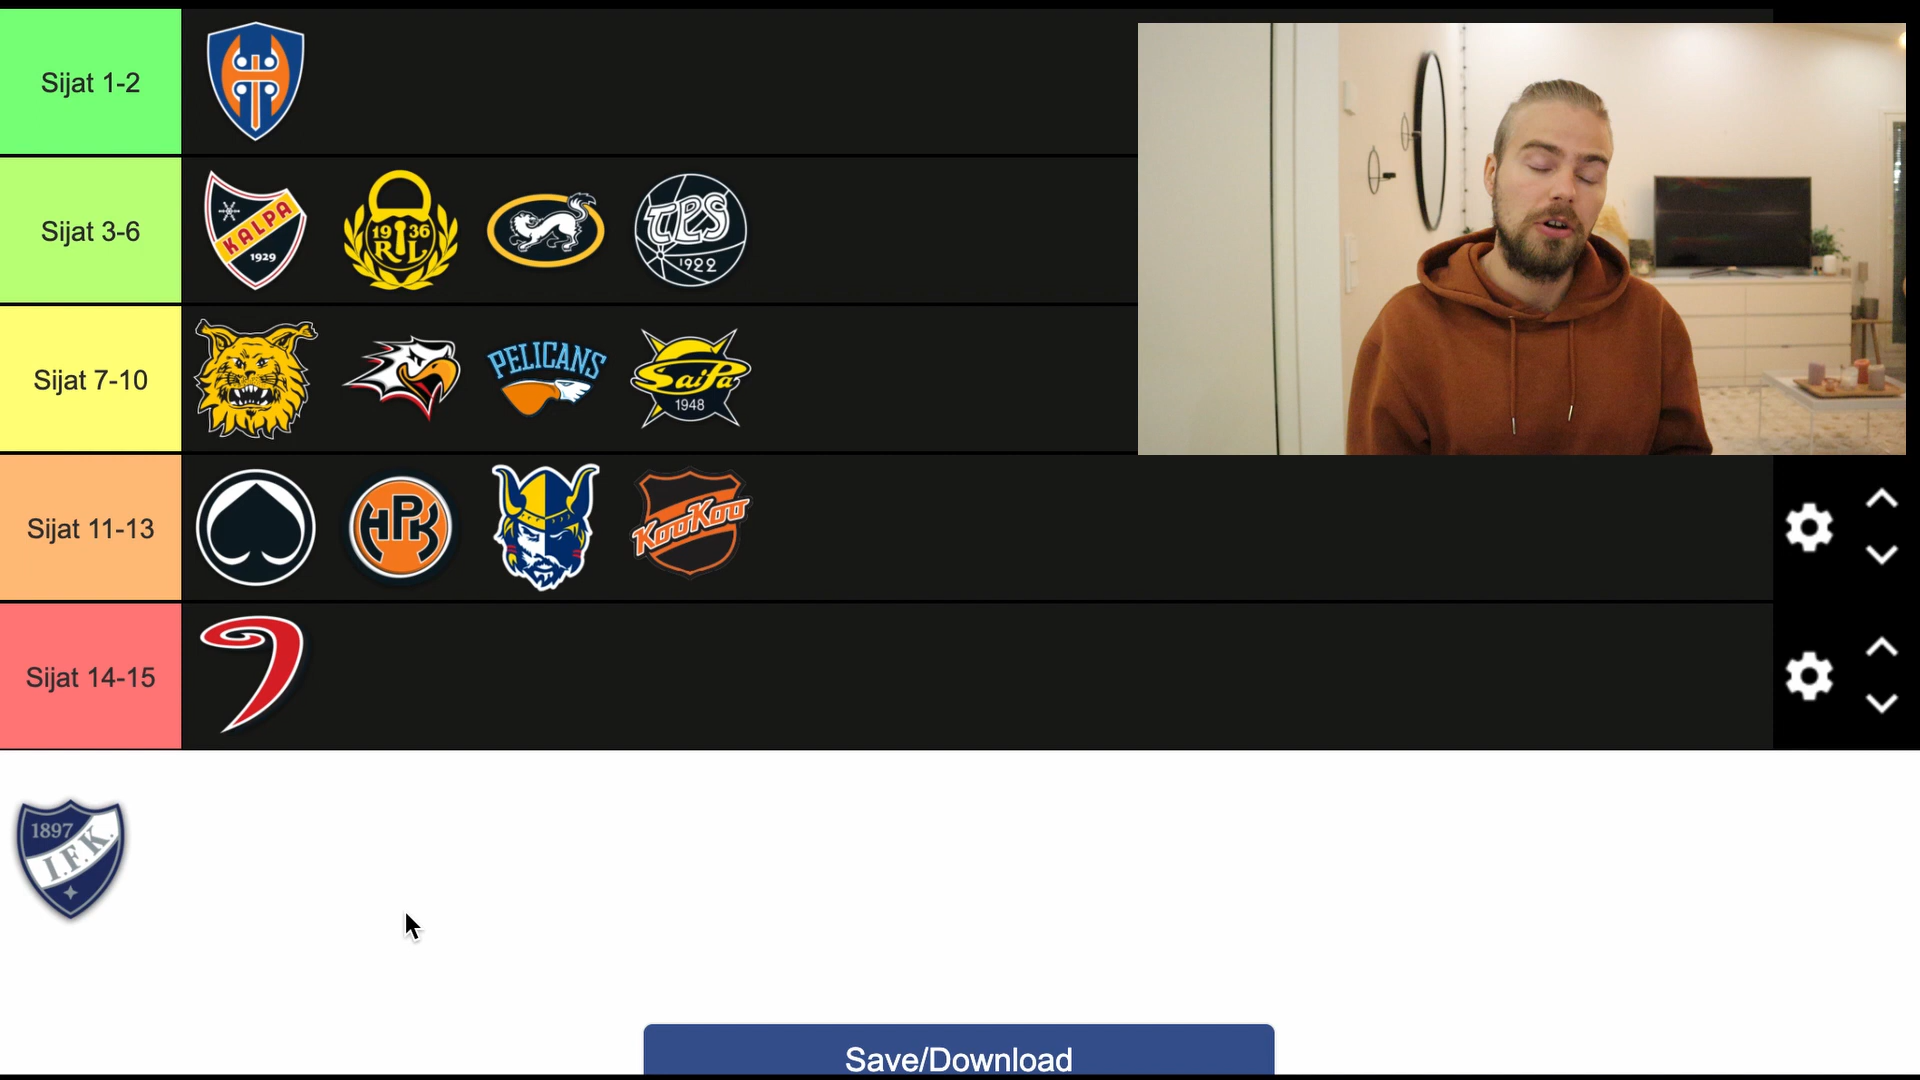 Sijat 1-2
Sijat 3-6
KALPA
1929
19 36
R L
TPS
1922
Sijat 7-10
PELICANS
SaiPa
1948
Sijat 11-13
HPK
KooKoo
Sijat 14-15
1897
I.F.K.
Save/Download